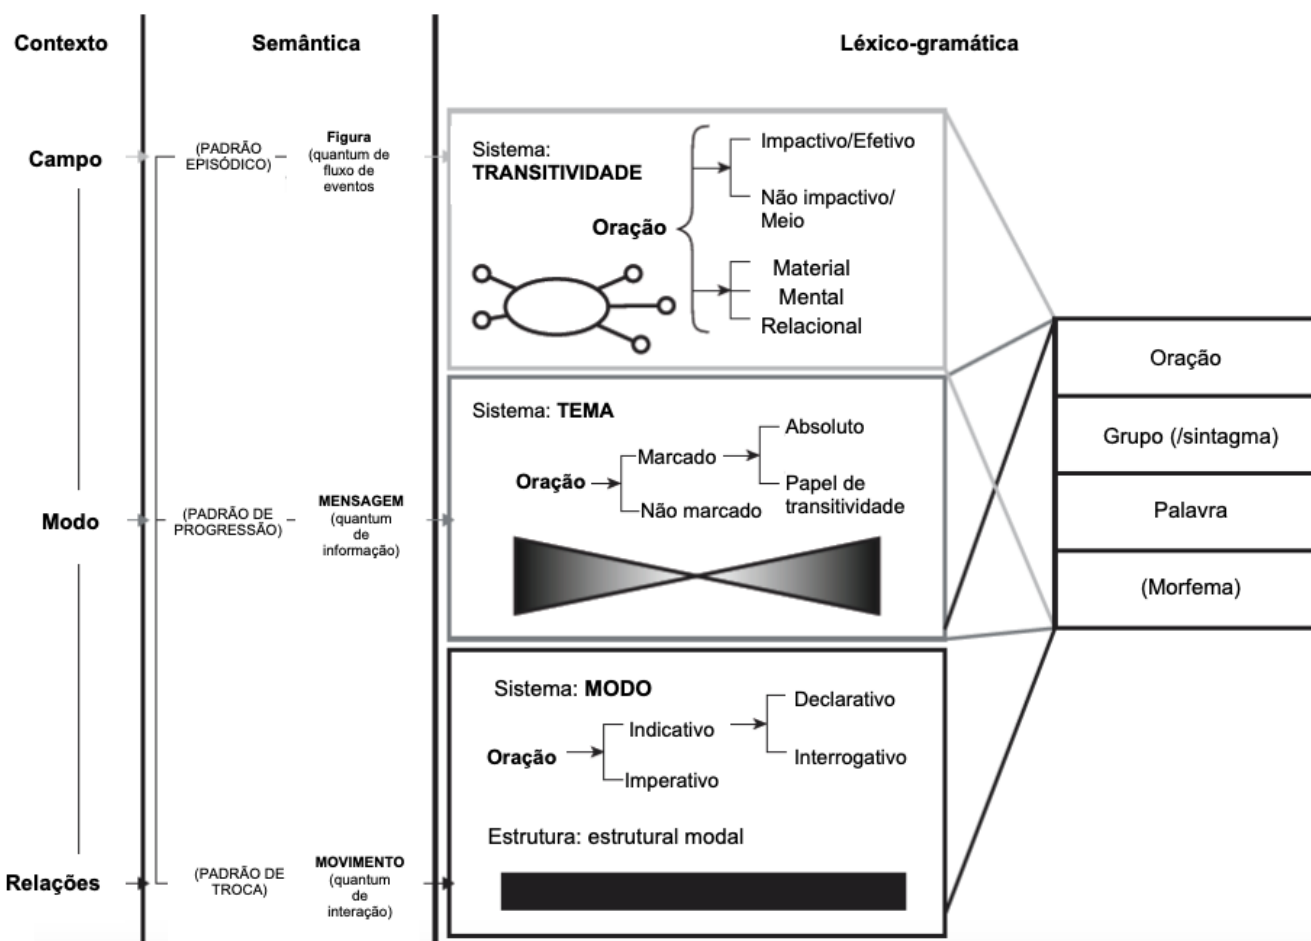 Contexto
Semântica
Léxico-gramática
Campo
(PADRÃO
EPISÓDICO)
Figura
(quantum de
fluxo de
eventos
Sistema:
TRANSITIVIDADE
Oração
Impactivo/Efetivo
Não impactivo/
Meio
Material
Mental
Relacional
Modo
(PADRÃO DE
PROGRESSÃO)
MENSAGEM
(quantum
de
informação)
Sistema: TEMA
Oração
Marcado
Não marcado
Absoluto
Papel de
transitividade
Relações
(PADRÃO DE
TROCA)
MOVIMENTO
(quantum
de
interação)
Sistema: MODO
Oração
Indicativo
Imperativo
Declarativo
Interrogativo
Estrutura: estrutural modal
Oração
Grupo (/sintagma)
Palavra
(Morfema)